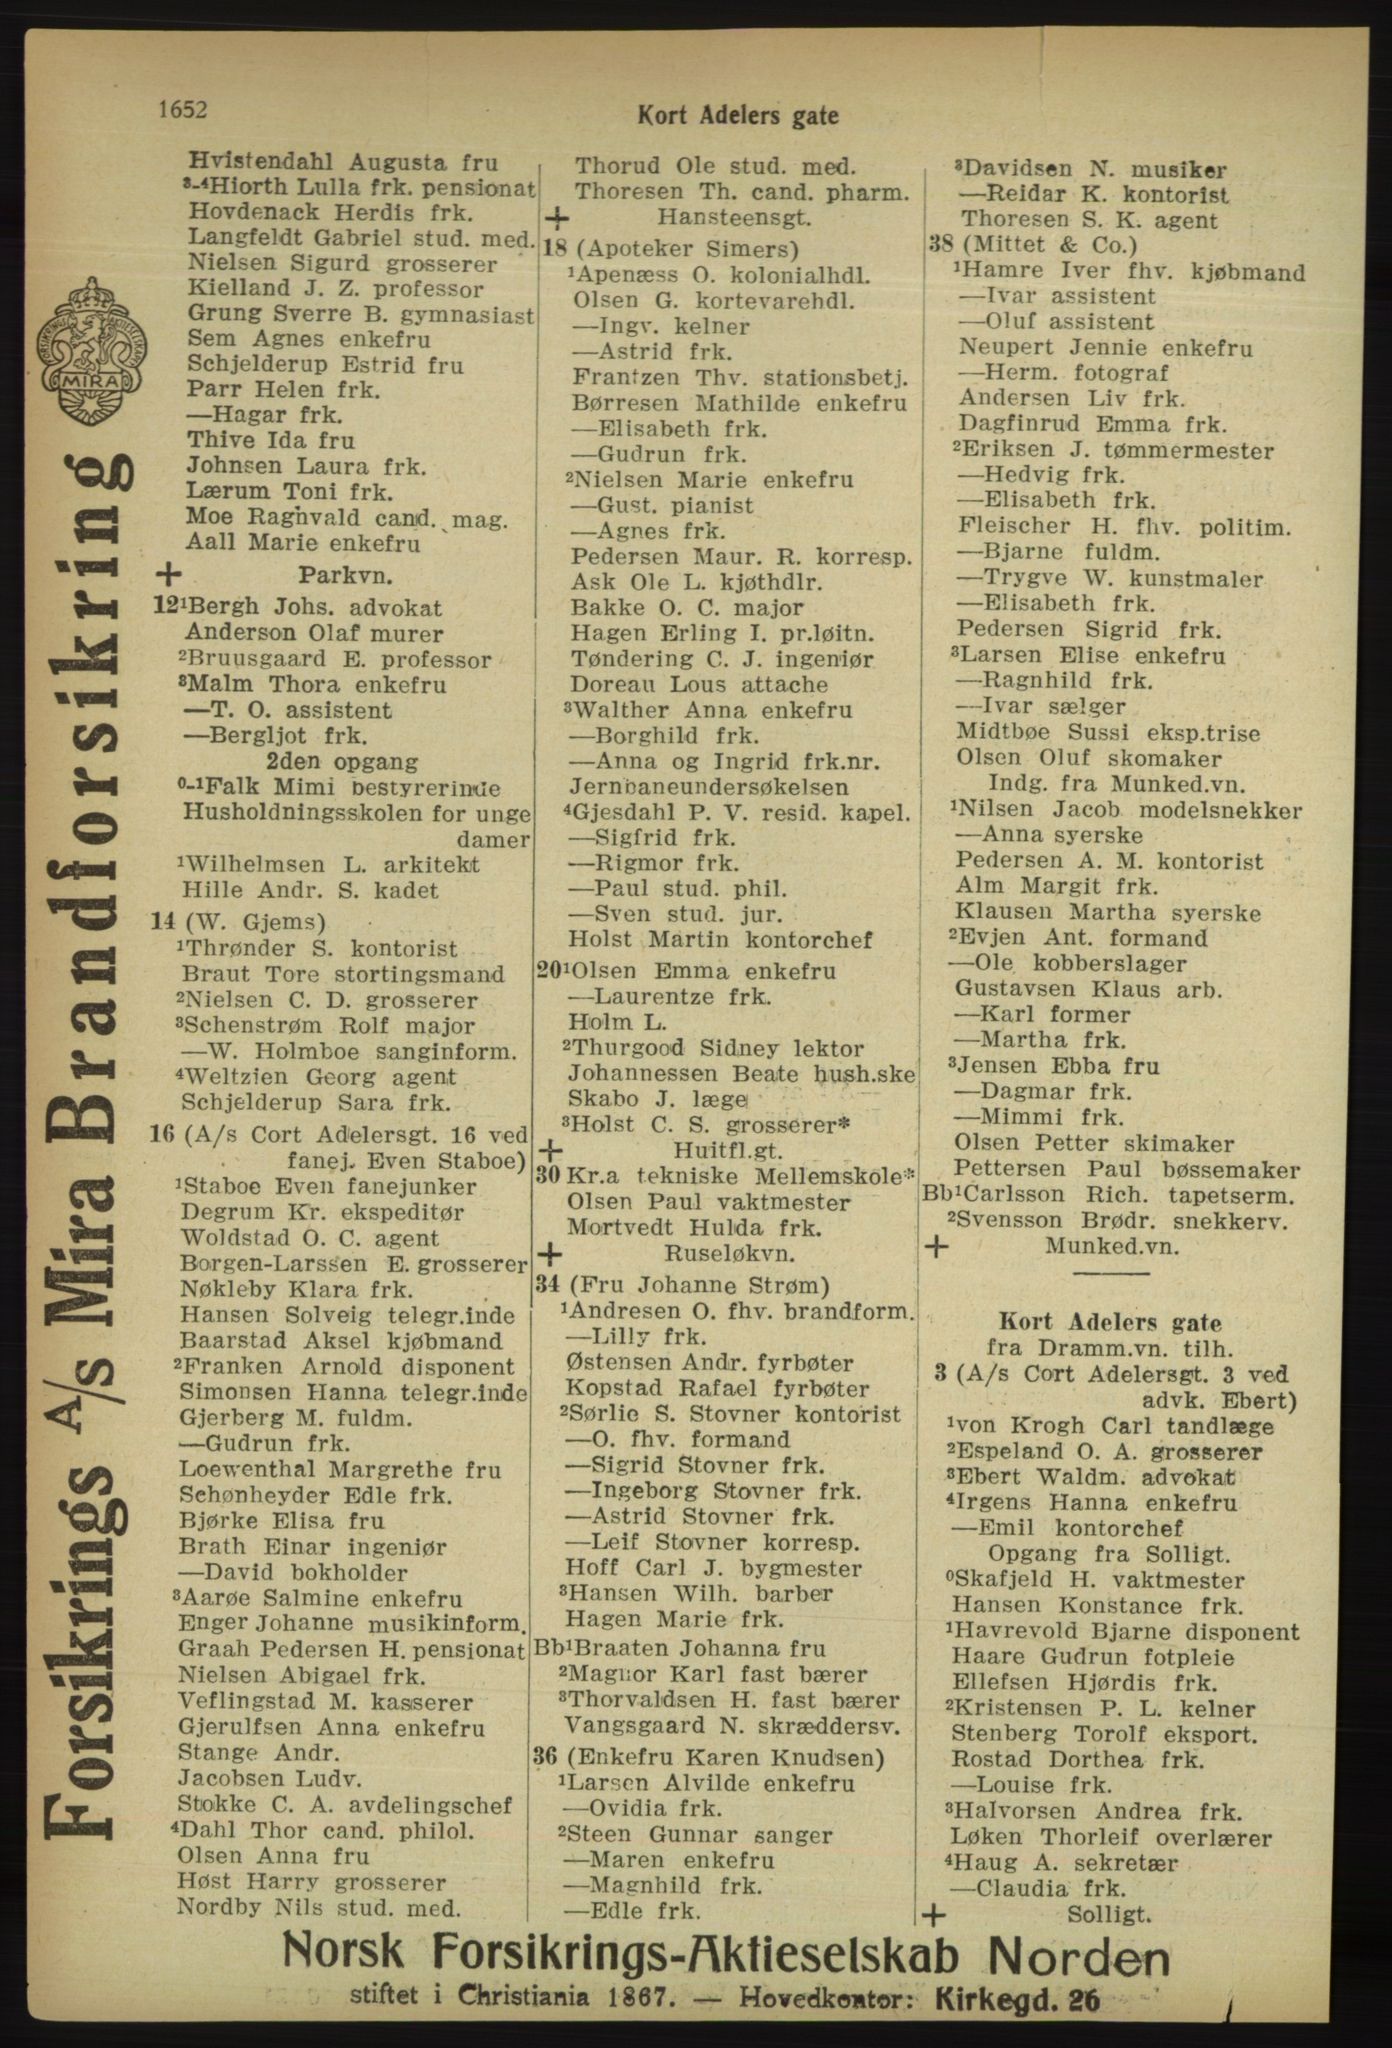 1652
Kort Adelers gate
Hvistendahl Augusta fru
³-⁴Hiorth Lulla frk. pensionat
Hovdenack Herdis frk.
Langfeldt Gabriel stud. med.
Nielsen Sigurd grosserer
Kielland J. Z. professor
Grung Sverre B. gymnasiast
Sem Agnes enkefru
Schjelderup Estrid fru
Parr Helen frk.
—Hagar frk.
Thive Ida fru
Johnsen Laura frk.
Lærum Toni frk.
Moe Ragnvald cand. mag.
Aall Marie enkefru
+ Parkvn.
12¹Bergh Johs. advokat
Anderson Olaf murer
²Bruusgaard E. professor
³Malm Thora enkefru
—T. O. assistent
—Bergljot frk.
2den opgang
⁰-¹Falk Mimi bestyrerinde
Husholdningsskolen for unge
damer
¹Wilhelmsen L. arkitekt
Hille Andr. S. kadet
14 (W. Gjems)
¹Thrønder S. kontorist
Braut Tore stortingsmand
²Nielsen C. D. grosserer
³Schenstrøm Rolf major
—W. Holmboe sanginform.
⁴Weltzien Georg agent
Schjelderup Sara frk.
16 (A/s Cort Adelersgt. 16 ved
fanej. Even Staboe)
¹Staboe Even fanejunker
Degrum Kr. ekspeditør
Woldstad O. C. agent
Borgen-Larssen E. grosserer
Nøkleby Klara frk.
Hansen Solveig telegr.inde
Baarstad Aksel kjøbmand
²Franken Arnold disponent
Simonsen Hanna telegr.inde
Gjerberg M. fuldm.
—Gudrun frk.
Loewenthal Margrethe fru
Schønheyder Edle frk.
Bjørke Elisa fru
Brath Einar ingeniør
—David bokholder
³Aarøe Salmine enkefru
Enger Johanne musikinform.
Graah Pedersen H. pensionat
Nielsen Abigael frk.
Veflingstad M. kasserer
Gjerulfsen Anna enkefru
Stange Andr.
Jacobsen Ludv.
Stokke C. A. avdelingschef
⁴Dahl Thor cand. philol.
Olsen Anna fru
Høst Harry grosserer
Nordby Nils stud. med.
Thorud Ole stud. med.
Thoresen Th. cand. pharm.
+ Hansteensgt.
18 (Apoteker Simers)
¹Apenæss O. kolonialhdl.
Olsen G. kortevarehdl.
—Ingv. kelner
—Astrid frk.
Frantzen Thv. stationsbetj.
Børresen Mathilde enkefru
—Elisabeth frk.
—Gudrun frk.
²Nielsen Marie enkefru
—Gust. pianist
—Agnes frk.
Pedersen Maur. R. korresp.
Ask Ole L. kjøthdlr.
Bakke O. C. major
Hagen Erling I. pr.løitn.
Tøndering C. J. ingeniør
Doreau Lous attache
³Walther Anna enkefru
—Borghild frk.
—Anna og Ingrid frk.nr.
Jernbaneundersøkelsen
⁴Gjesdahl P. V. resid. kapel.
—Sigfrid frk.
—Rigmor frk.
—Paul stud. phil.
—Sven stud. jur.
Holst Martin kontorchef
20¹Olsen Emma enkefru
—Laurentze frk.
Holm L.
²Thurgood Sidney lektor
Johannessen Beate hush.ske
Skabo J. læge
³Holst C. S. grosserer*
+ Huitfl.gt.
30 Kr.a tekniske Mellemskole*
Olsen Paul vaktmester
Mortvedt Hulda frk.
+ Ruseløkvn.
34 (Fru Johanne Strøm)
¹Andresen O. fhv. brandform.
—Lilly frk.
Østensen Andr. fyrbøter
Kopstad Rafael fyrbøter
²Sørlie S. Stovner kontorist
—O. fhv. formand
—Sigrid Stovner frk.
—Ingeborg Stovner frk.
—Astrid Stovner frk.
—Leif Stovner korresp.
Hoff Carl J. bygmester
³Hansen Wilh. barber
Hagen Marie frk.
Bb¹Braaten Johanna fru
²Magnor Karl fast bærer
³Thorvaldsen H. fast bærer
Vangsgaard N. skræddersv.
36 (Enkefru Karen Knudsen)
¹Larsen Alvilde enkefru
—Ovidia frk.
²Steen Gunnar sanger
—Maren enkefru
—Magnhild frk.
—Edle frk.
³Davidsen N. musiker
—Reidar K. kontorist
Thoresen S. K. agent
38 (Mittet & Co.)
¹Hamre Iver fhv. kjøbmand
—Ivar assistent
—Oluf assistent
Neupert Jennie enkefru
—Herm. fotograf
Andersen Liv frk.
Dagfinrud Emma frk.
²Eriksen J. tømmermester
—Hedvig frk.
—Elisabeth frk.
Fleischer H. fhv. politim.
—Bjarne fuldm.
—Trygve W. kunstmaler
—Elisabeth frk.
Pedersen Sigrid frk.
³Larsen Elise enkefru
—Ragnhild frk.
—Ivar sælger
Midtbøe Sussi eksp.trise
Olsen Oluf skomaker
Indg. fra Munked.vn.
¹Nilsen Jacob modelsnekker
—Anna syerske
Pedersen A. M. kontorist
Alm Margit frk.
Klausen Martha syerske
²Evjen Ant. formand
—Ole kobberslager
Gustavsen Klaus arb.
—Karl former
—Martha frk.
³Jensen Ebba fru
—Dagmar frk.
—Mimmi frk.
Olsen Petter skimaker
Pettersen Paul bøssemaker
Bb¹Carlsson Rich. tapetserm.
²Svensson Brødr. snekkerv.
+ Munked.vn.
Kort Adelers gate
fra Dramm.vn. tilh.
3 (A/s Cort Adelersgt. 3 ved
advk. Ebert)
¹von Krogh Carl tandlæge
²Espeland O. A. grosserer
³Ebert Waldm. advokat
⁴Irgens Hanna enkefru
—Emil kontorchef
Opgang fra Solligt.
⁰Skafjeld H. vaktmester
Hansen Konstance frk.
¹Havrevold Bjarne disponent
Haare Gudrun fotpleie
Ellefsen Hjørdis frk.
²Kristensen P. L. kelner
Stenberg Torolf eksport.
Rostad Dorthea frk.
—Louise frk.
³Halvorsen Andrea frk.
Løken Thorleif overlærer
⁴Haug A. sekretær
—Claudia frk.
+ Solligt.
Forsikrings A/s Mira Brandforsikring
MIRA
Norsk Forsikrings-Aktieselskab Norden
stiftet i Christiania 1867. — Hovedkontor: Kirkegd. 26